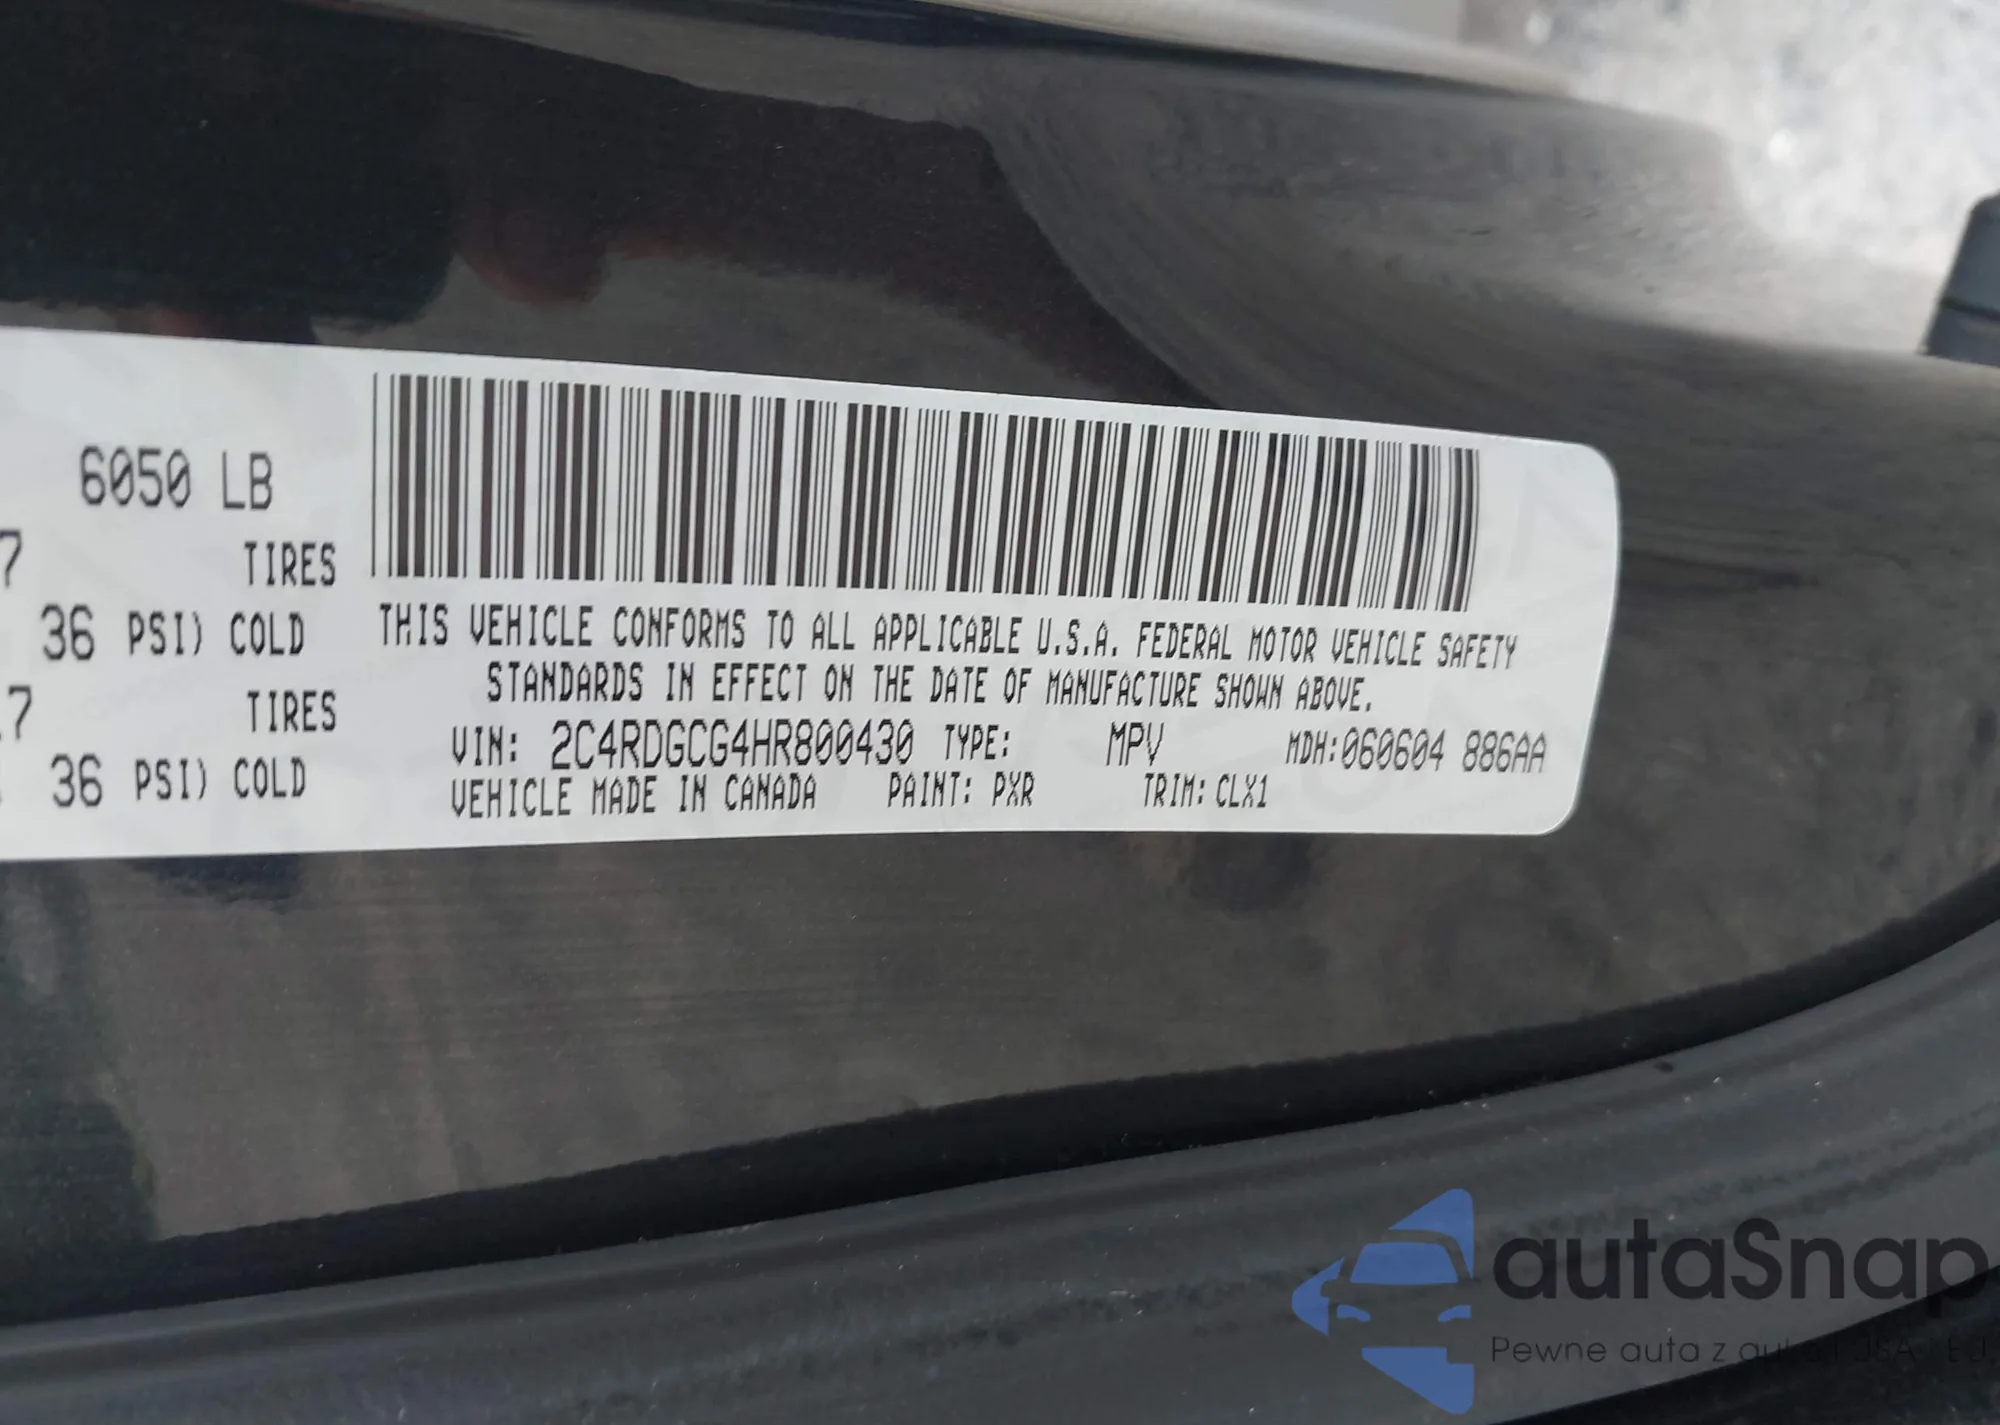 6050 LB
7 TIRES
36 PSI) COLD
.7 TIRES
36 PSI) COLD
THIS VEHICLE CONFORMS TO ALL APPLICABLE U.S.A. FEDERAL MOTOR VEHICLE SAFETY
STANDARDS IN EFFECT ON THE DATE OF MANUFACTURE SHOWN ABOVE.
VIN: 2C4RDGCG4HR800430 TYPE: MPV MDH:060604 886AA
VEHICLE MADE IN CANADA PAINT: PXR TRIM: CLX1
autaSnap
Pewne auta z